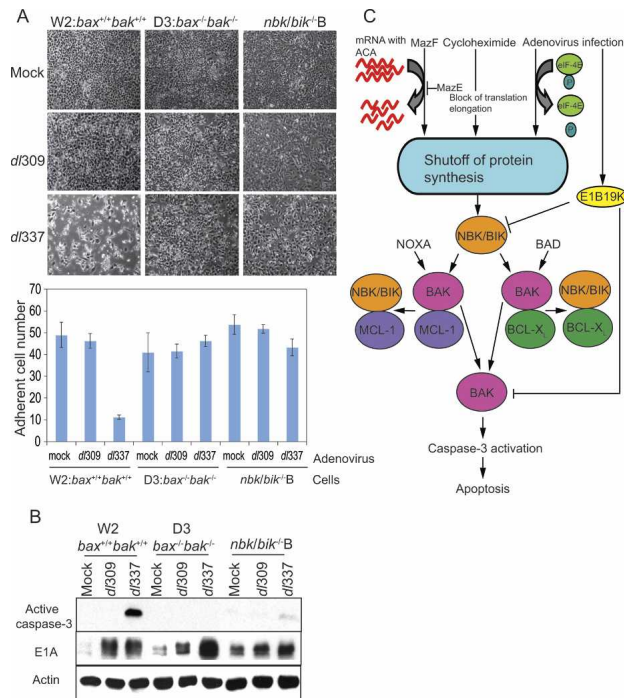 A
W2:bax+/+bak+/+ D3:bax-/-bak-/- nbk/bik-/-B
Mock
dl309
dl337
Adherent cell number
70
60
50
40
30
20
10
0
mock dl309 dl337 mock dl309 dl337 mock dl309 dl337 Adenovirus
W2:bax+/+bak+/+ D3:bax-/-bak-/- nbk/bik-/-B Cells
B
W2 D3
bax+/+bak+/+ bax-/-bak-/- nbk/bik-/-B
Mock dl309 dl337 Mock dl309 dl337 Mock dl309 dl337
Active
caspase-3
E1A
Actin
C
mRNA with
ACA
MazF Cycloheximide Adenovirus infection
MazE
Block of translation
elongation
eIF-4E
P
eIF-4E
P
Shutoff of protein
synthesis
E1B19K
NBK/BIK
NOXA BAD
NBK/BIK BAK BAK NBK/BIK
MCL-1 MCL-1 BCL-XL BCL-XL
BAK
Caspase-3 activation
Apoptosis